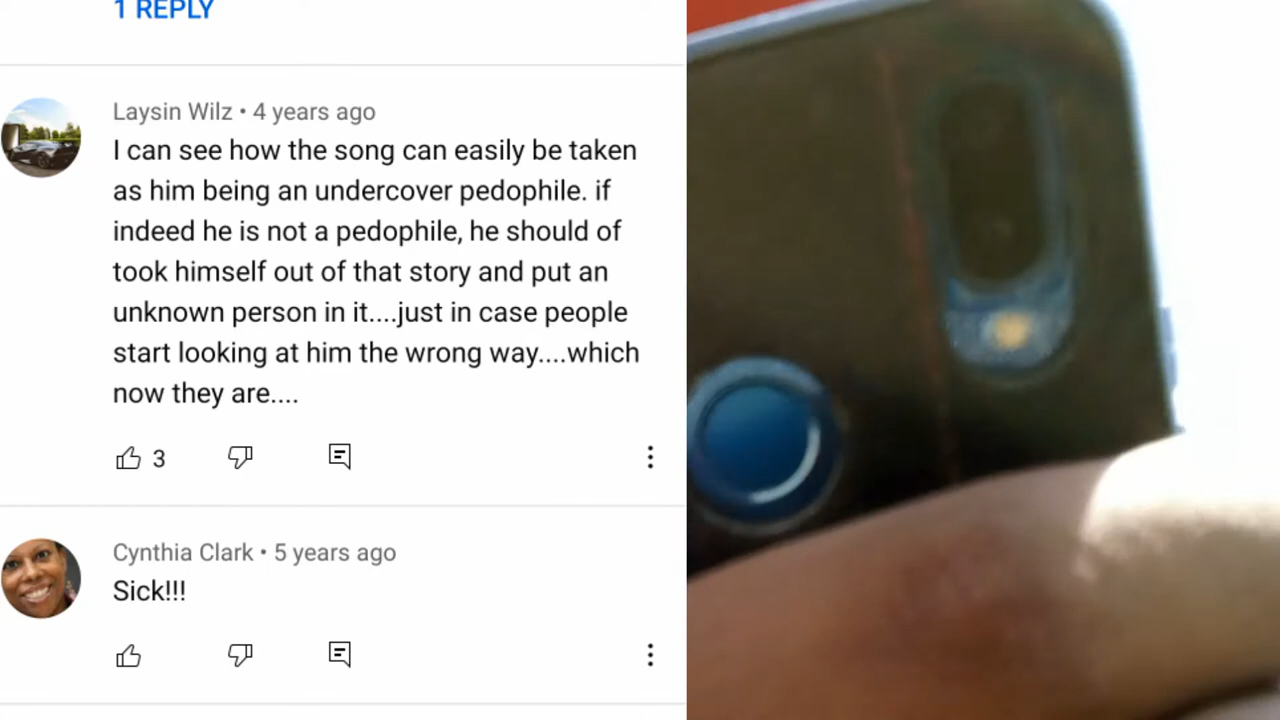 1 REPLY
Laysin Wilz • 4 years ago
I can see how the song can easily be taken
as him being an undercover pedophile. if
indeed he is not a pedophile, he should of
took himself out of that story and put an
unknown person in it....just in case people
start looking at him the wrong way....which
now they are....
3
Cynthia Clark • 5 years ago
Sick!!!